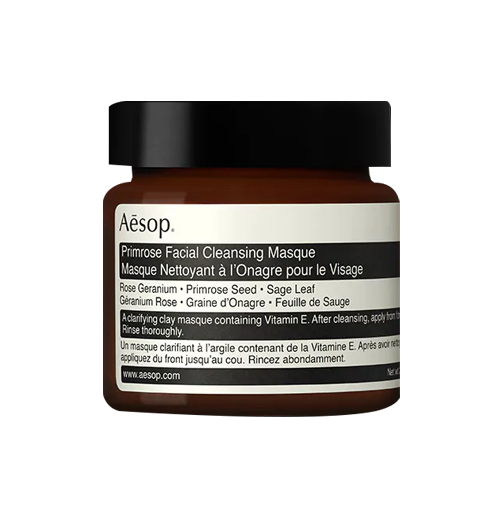 Aēsop.
Primrose Facial Cleansing Masque
Masque Nettoyant à l'Onagre pour le Visage
Rose Geranium • Primrose Seed • Sage Leaf
Géranium Rose • Graine d'Onagre • Feuille de Sauge
A clarifying clay masque containing Vitamin E. After cleansing, apply from
Rinse thoroughly.
Un masque clarifiant à l'argile contenant de la Vitamine E. Après avoir
appliquez du front jusqu'au cou. Rincez abondamment.
www.aesop.com